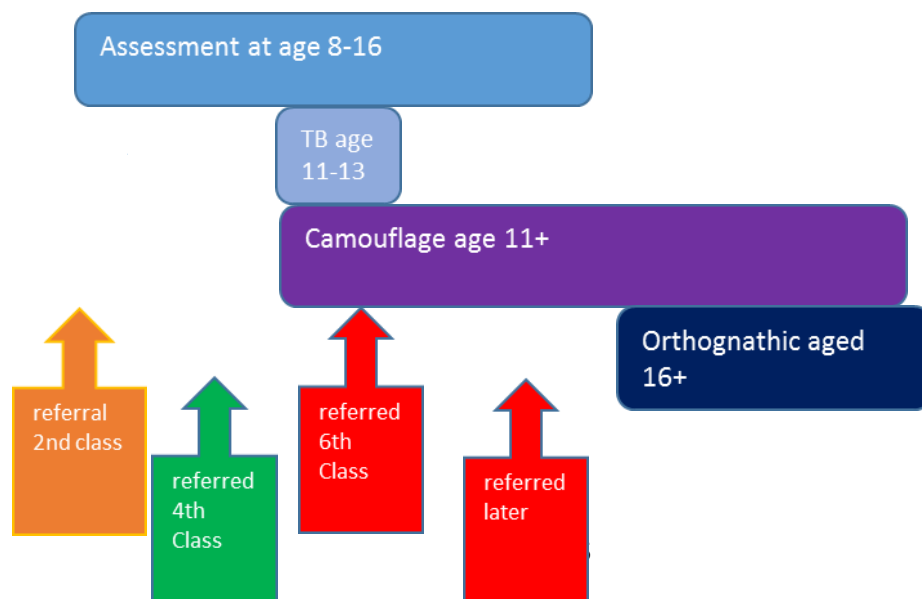 Assessment at age 8-16
TB age
11-13
Camouflage age 11+
Orthognathic aged
16+
referral
2nd class
referred
4th
Class
referred
6th
Class
referred
later